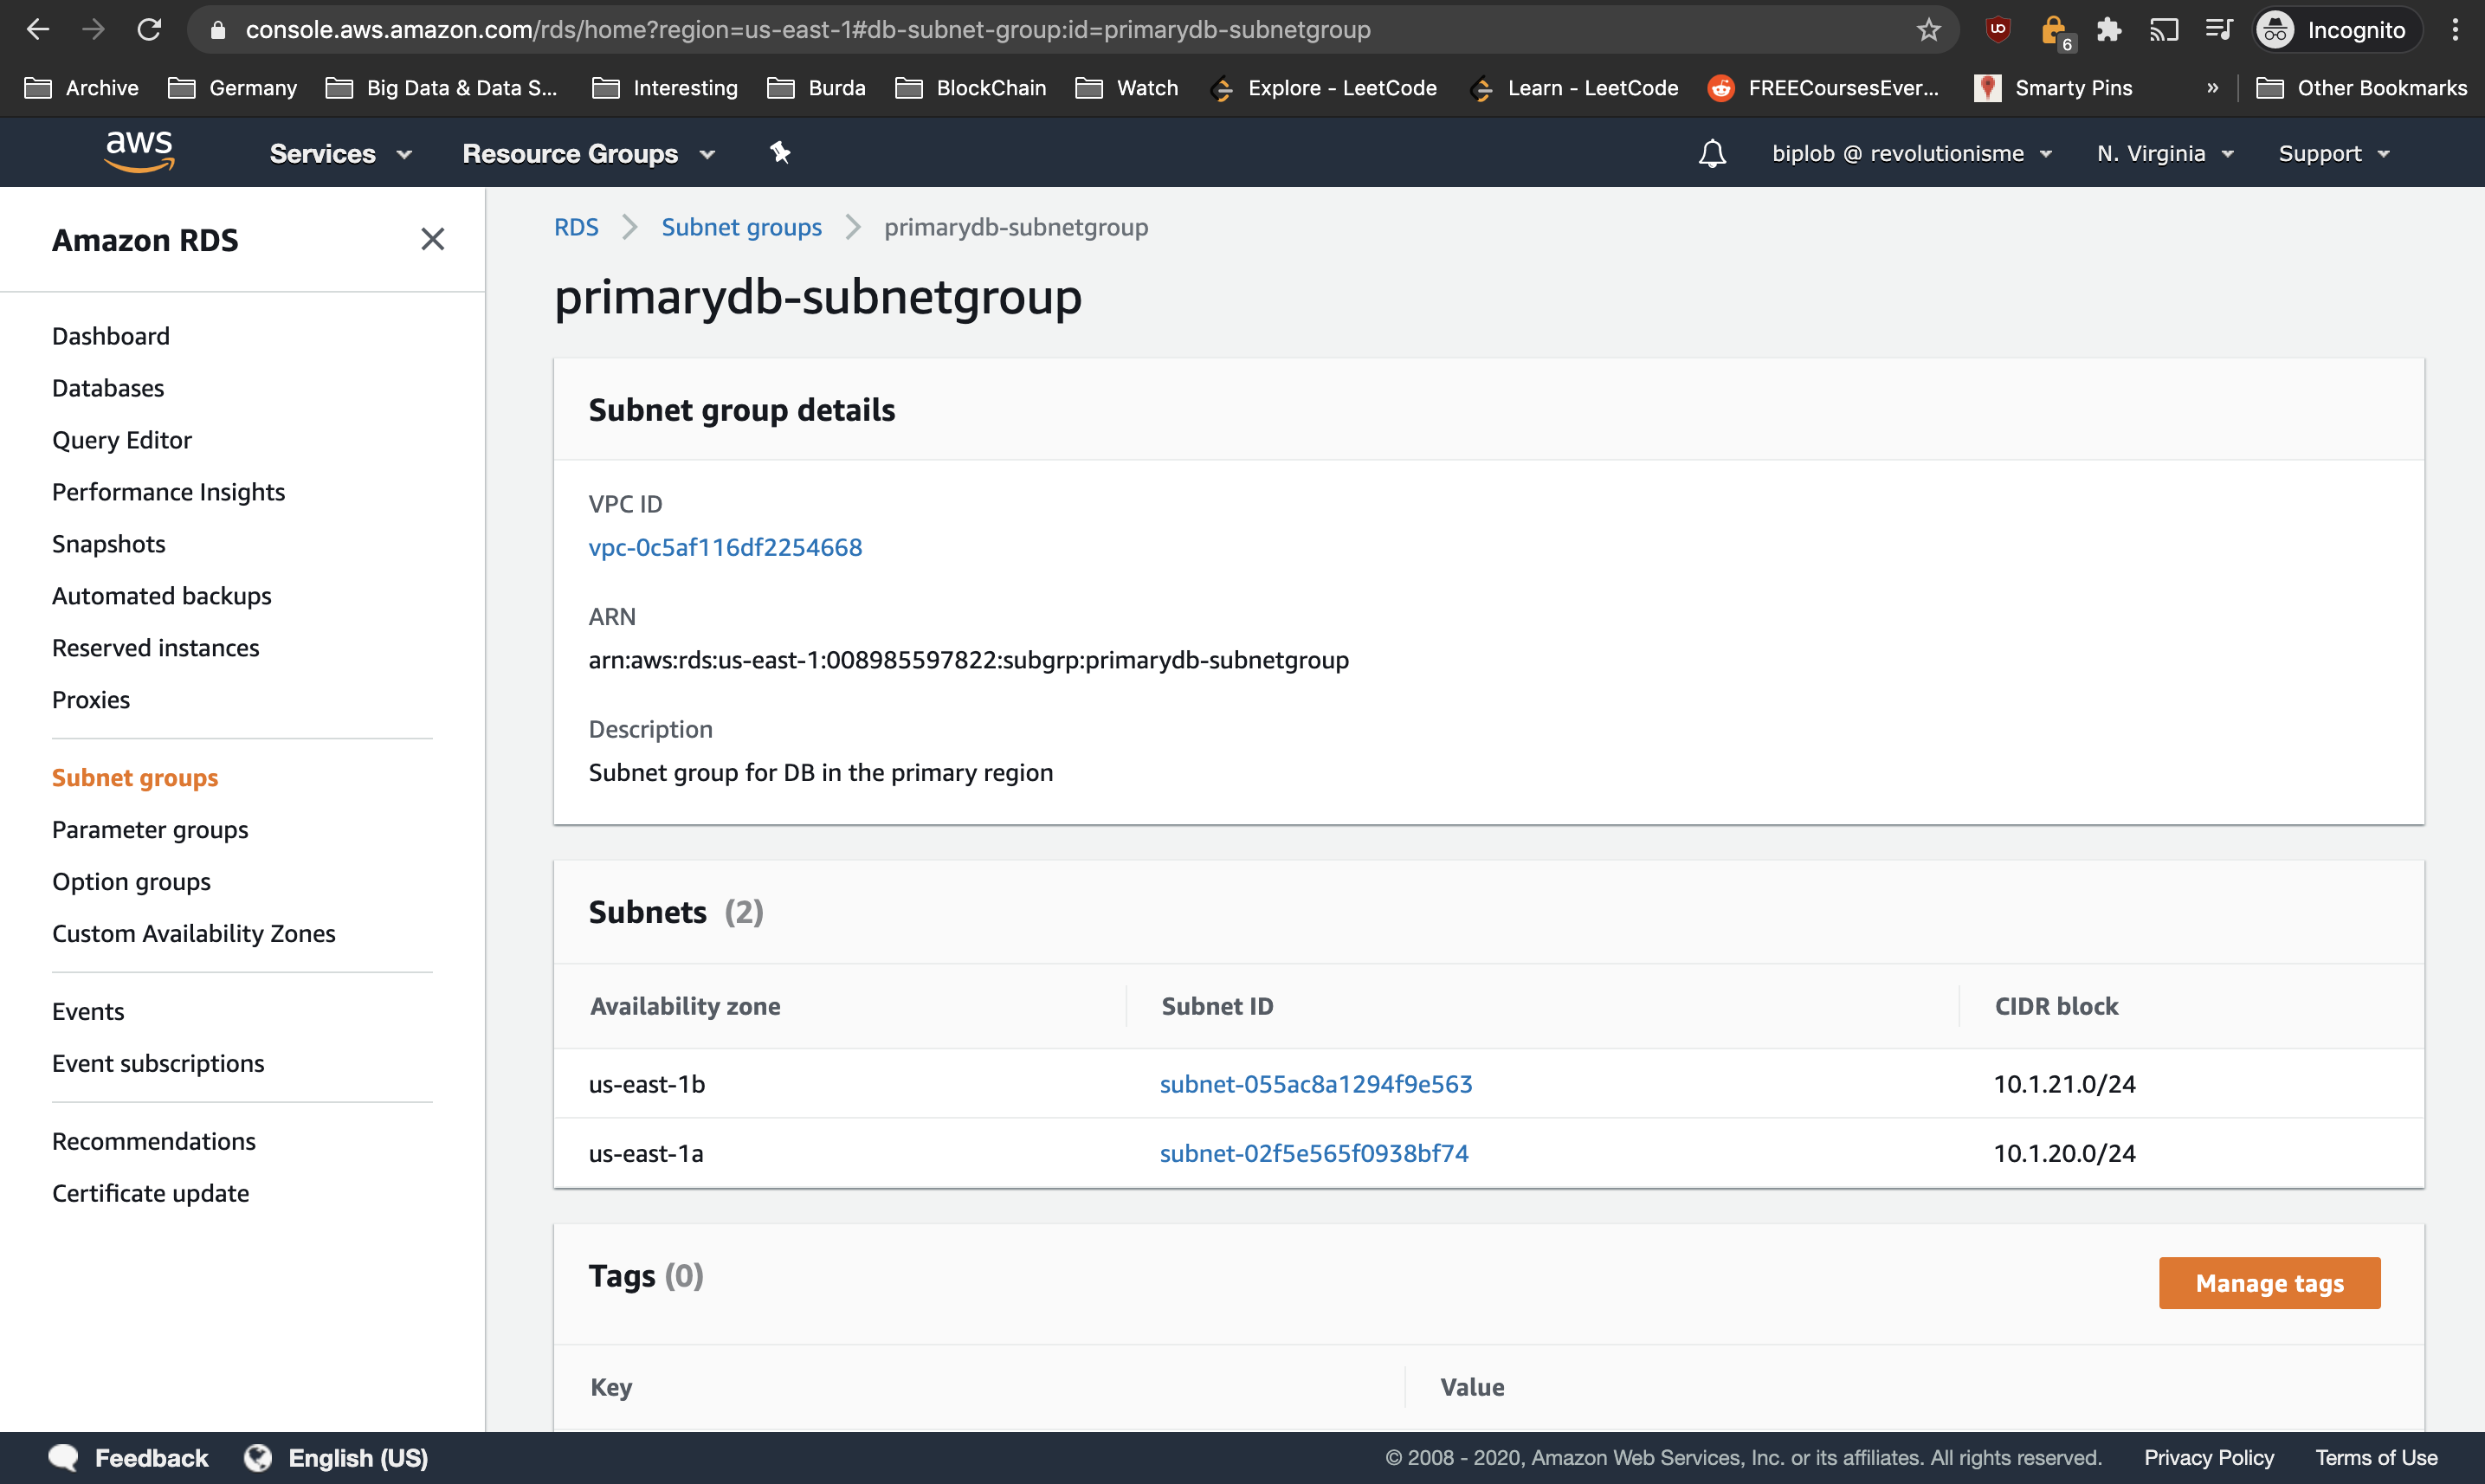 console.aws.amazon.com/rds/home?region=us-east-1#db-subnet-group:id=primarydb-subnetgroup
6
Incognito
Archive Germany Big Data & Data S... Interesting Burda BlockChain Watch Explore - LeetCode Learn - LeetCode FREECoursesEver... Smarty Pins » Other Bookmarks
aws Services Resource Groups biplob @ revolutionisme N. Virginia Support
Amazon RDS
Dashboard
Databases
Query Editor
Performance Insights
Snapshots
Automated backups
Reserved instances
Proxies
Subnet groups
Parameter groups
Option groups
Custom Availability Zones
Events
Event subscriptions
Recommendations
Certificate update
RDS Subnet groups primarydb-subnetgroup
primarydb-subnetgroup
Subnet group details
VPC ID
vpc-0c5af116df2254668
ARN
arn:aws:rds:us-east-1:008985597822:subgrp:primarydb-subnetgroup
Description
Subnet group for DB in the primary region
Subnets (2)
Availability zone Subnet ID CIDR block
us-east-1b subnet-055ac8a1294f9e563 10.1.21.0/24
us-east-1a subnet-02f5e565f0938bf74 10.1.20.0/24
Tags (0)
Manage tags
Key Value
Feedback English (US) © 2008 - 2020, Amazon Web Services, Inc. or its affiliates. All rights reserved. Privacy Policy Terms of Use